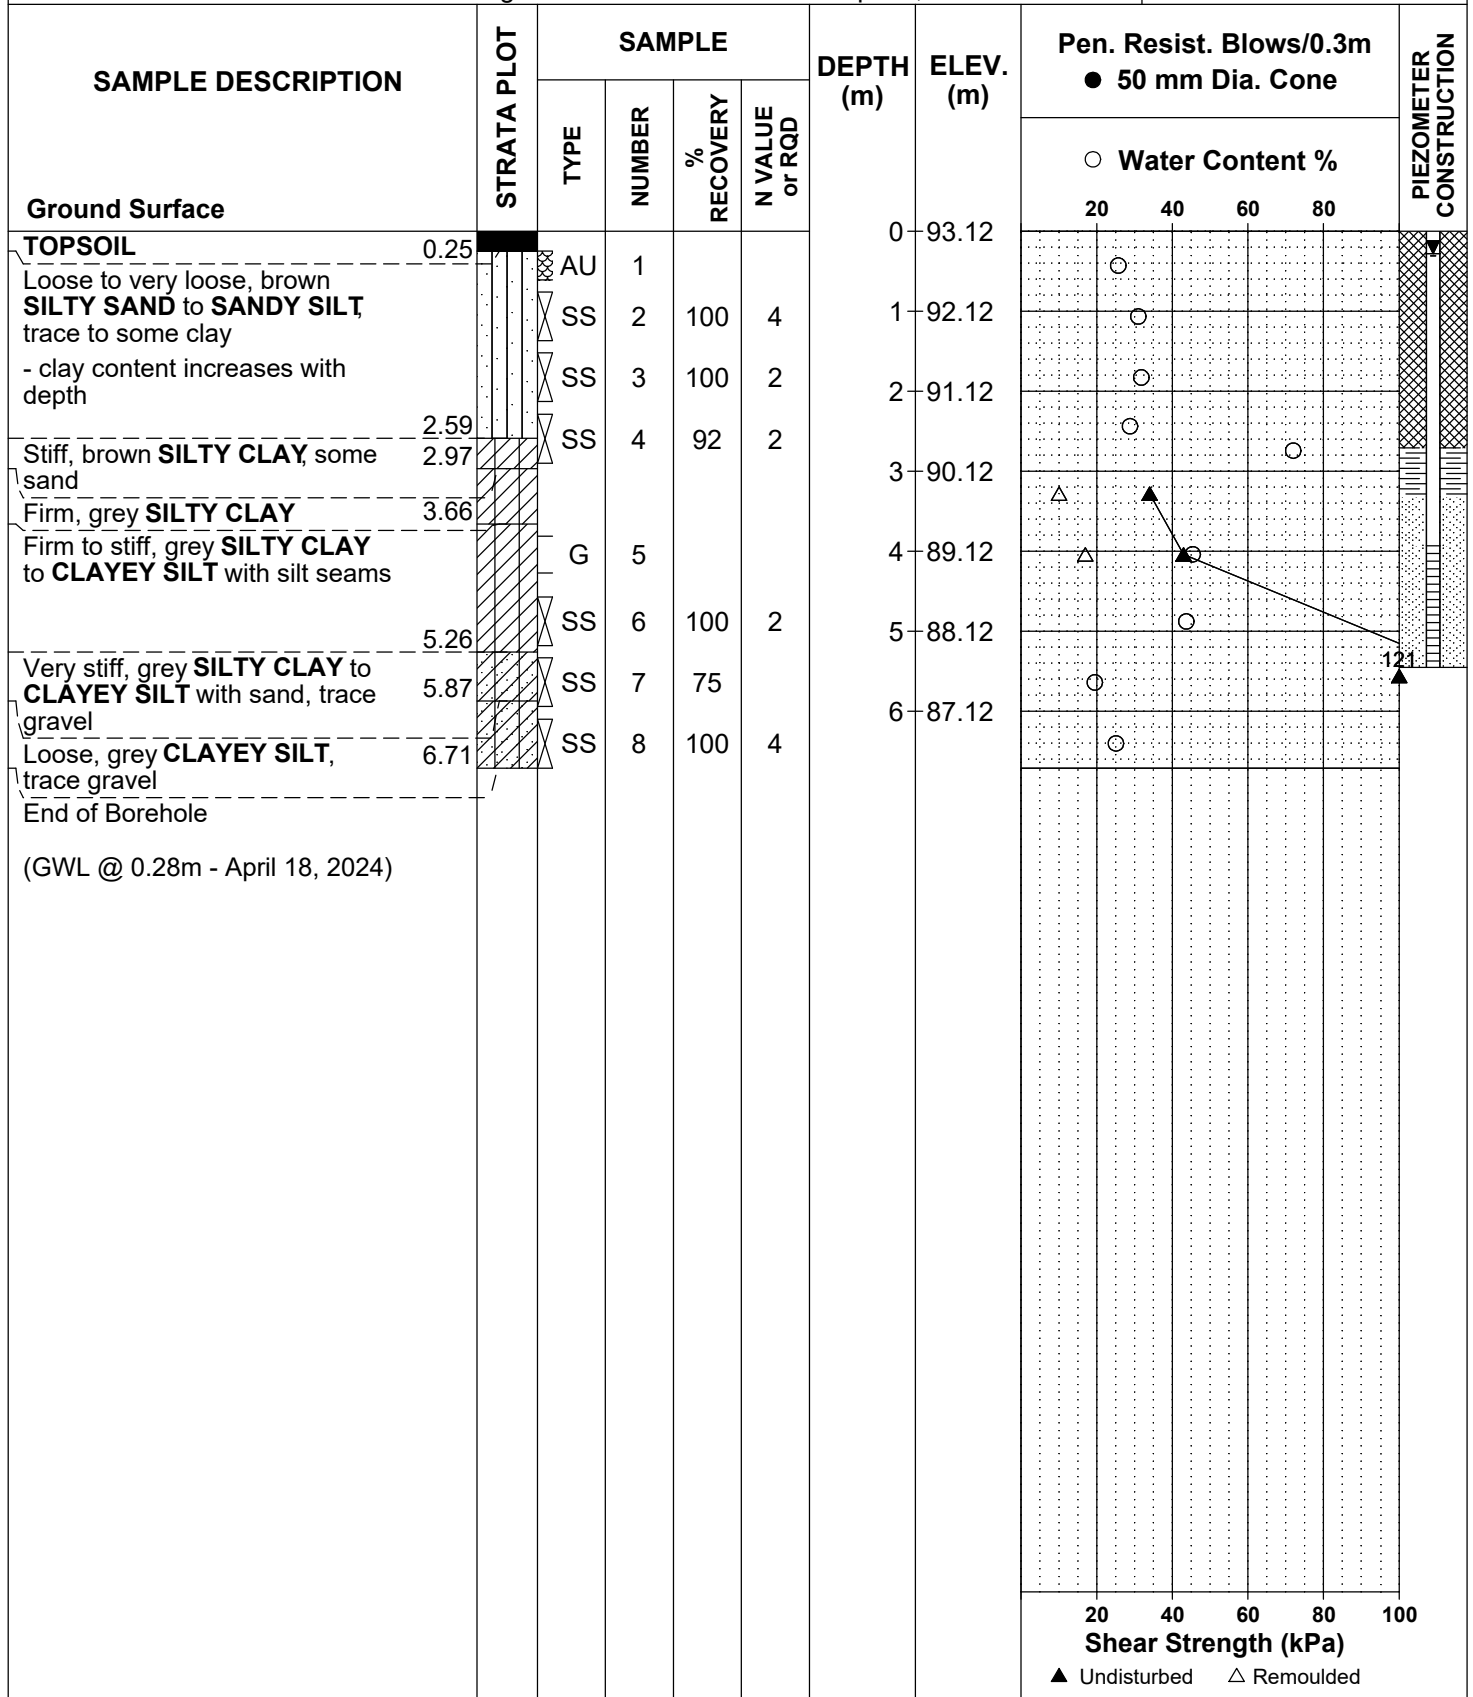 SAMPLE DESCRIPTION
Ground Surface
STRATA PLOT
SAMPLE
TYPE
NUMBER
%
RECOVERY
N VALUE
or RQD
DEPTH
(m)
ELEV.
(m)
Pen. Resist. Blows/0.3m
● 50 mm Dia. Cone
○ Water Content %
20 40 60 80
PIEZOMETER
CONSTRUCTION
TOPSOIL 0.25
Loose to very loose, brown
SILTY SAND to SANDY SILT,
trace to some clay
- clay content increases with
depth
2.59
Stiff, brown SILTY CLAY, some 2.97
sand
Firm, grey SILTY CLAY 3.66
Firm to stiff, grey SILTY CLAY
to CLAYEY SILT with silt seams
5.26
Very stiff, grey SILTY CLAY to
CLAYEY SILT with sand, trace 5.87
gravel
Loose, grey CLAYEY SILT, 6.71
trace gravel
End of Borehole
(GWL @ 0.28m - April 18, 2024)
AU 1
SS 2 100 4
SS 3 100 2
SS 4 92 2
G 5
SS 6 100 2
SS 7 75
SS 8 100 4
0 93.12
1 92.12
2 91.12
3 90.12
4 89.12
5 88.12
6 87.12
121
20 40 60 80 100
Shear Strength (kPa)
▲ Undisturbed △ Remoulded